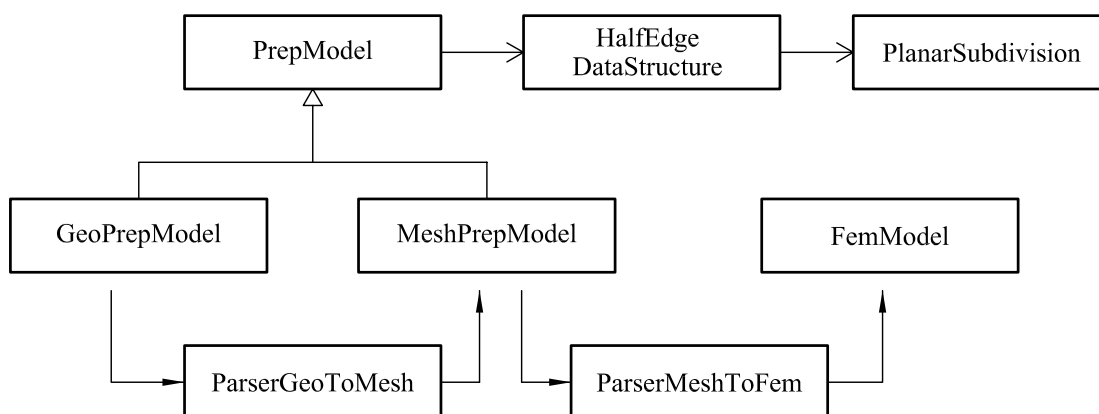 PrepModel
HalfEdge
DataStructure
PlanarSubdivision
GeoPrepModel
MeshPrepModel
FemModel
ParserGeoToMesh
ParserMeshToFem